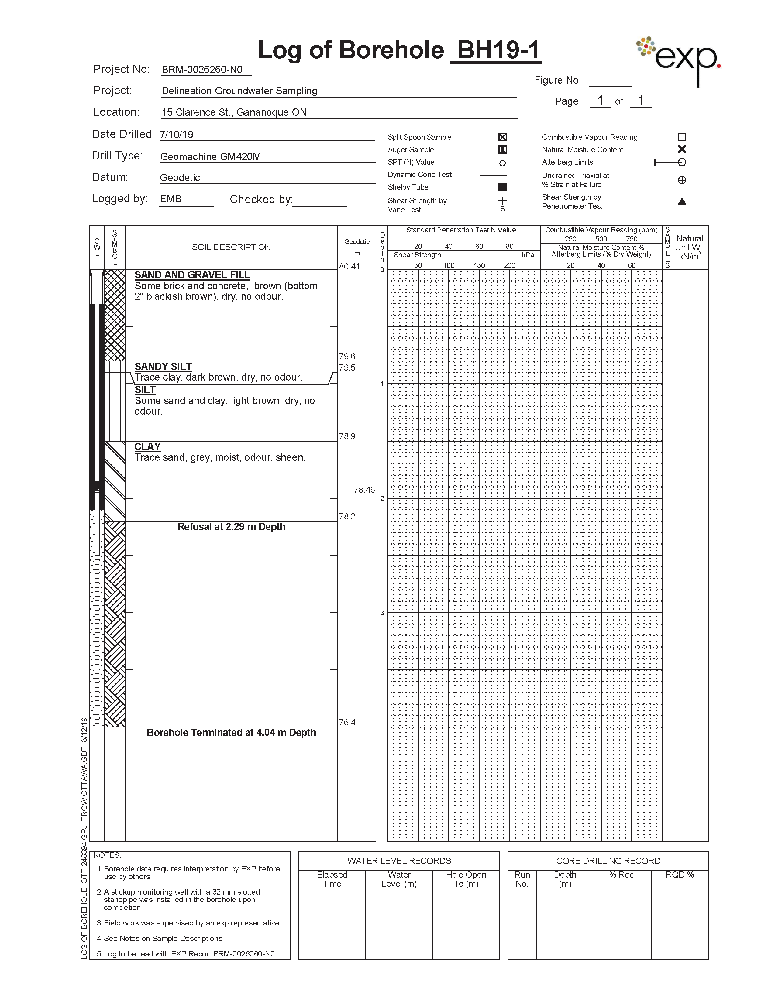 Log of Borehole BH19-1
exp.
Project No: BRM-0026260-N0
Figure No.
Project: Delineation Groundwater Sampling
Page. 1 of 1
Location: 15 Clarence St., Gananoque ON
Date Drilled: 7/10/19
Drill Type: Geomachine GM420M
Datum: Geodetic
Logged by: EMB Checked by:
Split Spoon Sample
Auger Sample
SPT (N) Value
Dynamic Cone Test
Shelby Tube
Shear Strength by
Vane Test
S
Combustible Vapour Reading
Natural Moisture Content
Atterberg Limits
Undrained Triaxial at
% Strain at Failure
Shear Strength by
Penetrometer Test
GWL
SYMBOL
SOIL DESCRIPTION
Geodetic
m
Depth
Standard Penetration Test N Value
20 40 60 80
Shear Strength kPa
50 100 150 200
Combustible Vapour Reading (ppm)
250 500 750
Natural Moisture Content %
Atterberg Limits (% Dry Weight)
20 40 60
SAMPLES
Natural
Unit Wt.
kN/m3
80.41
0
SAND AND GRAVEL FILL
Some brick and concrete, brown (bottom
2" blackish brown), dry, no odour.
79.6
SANDY SILT
79.5
Trace clay, dark brown, dry, no odour.
1
SILT
Some sand and clay, light brown, dry, no
odour.
78.9
CLAY
Trace sand, grey, moist, odour, sheen.
78.46
2
78.2
Refusal at 2.29 m Depth
3
76.4
4
Borehole Terminated at 4.04 m Depth
LOG OF BOREHOLE OTT-248394.GPJ TROW OTTAWA.GDT 8/12/19
NOTES:
1. Borehole data requires interpretation by EXP before
use by others
2. A stickup monitoring well with a 32 mm slotted
standpipe was installed in the borehole upon
completion.
3. Field work was supervised by an exp representative.
4. See Notes on Sample Descriptions
5. Log to be read with EXP Report BRM-0026260-N0
WATER LEVEL RECORDS
Elapsed
Time
Water
Level (m)
Hole Open
To (m)
CORE DRILLING RECORD
Run
No.
Depth
(m)
% Rec.
RQD %